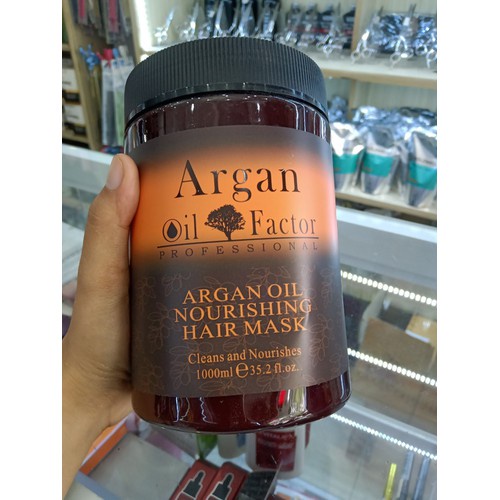 Argan
Oil Factor
PROFESSIONAL
ARGAN OIL
NOURISHING
HAIR MASK
Cleans and Nourishes
1000ml ℮ 35.2 fl.oz.